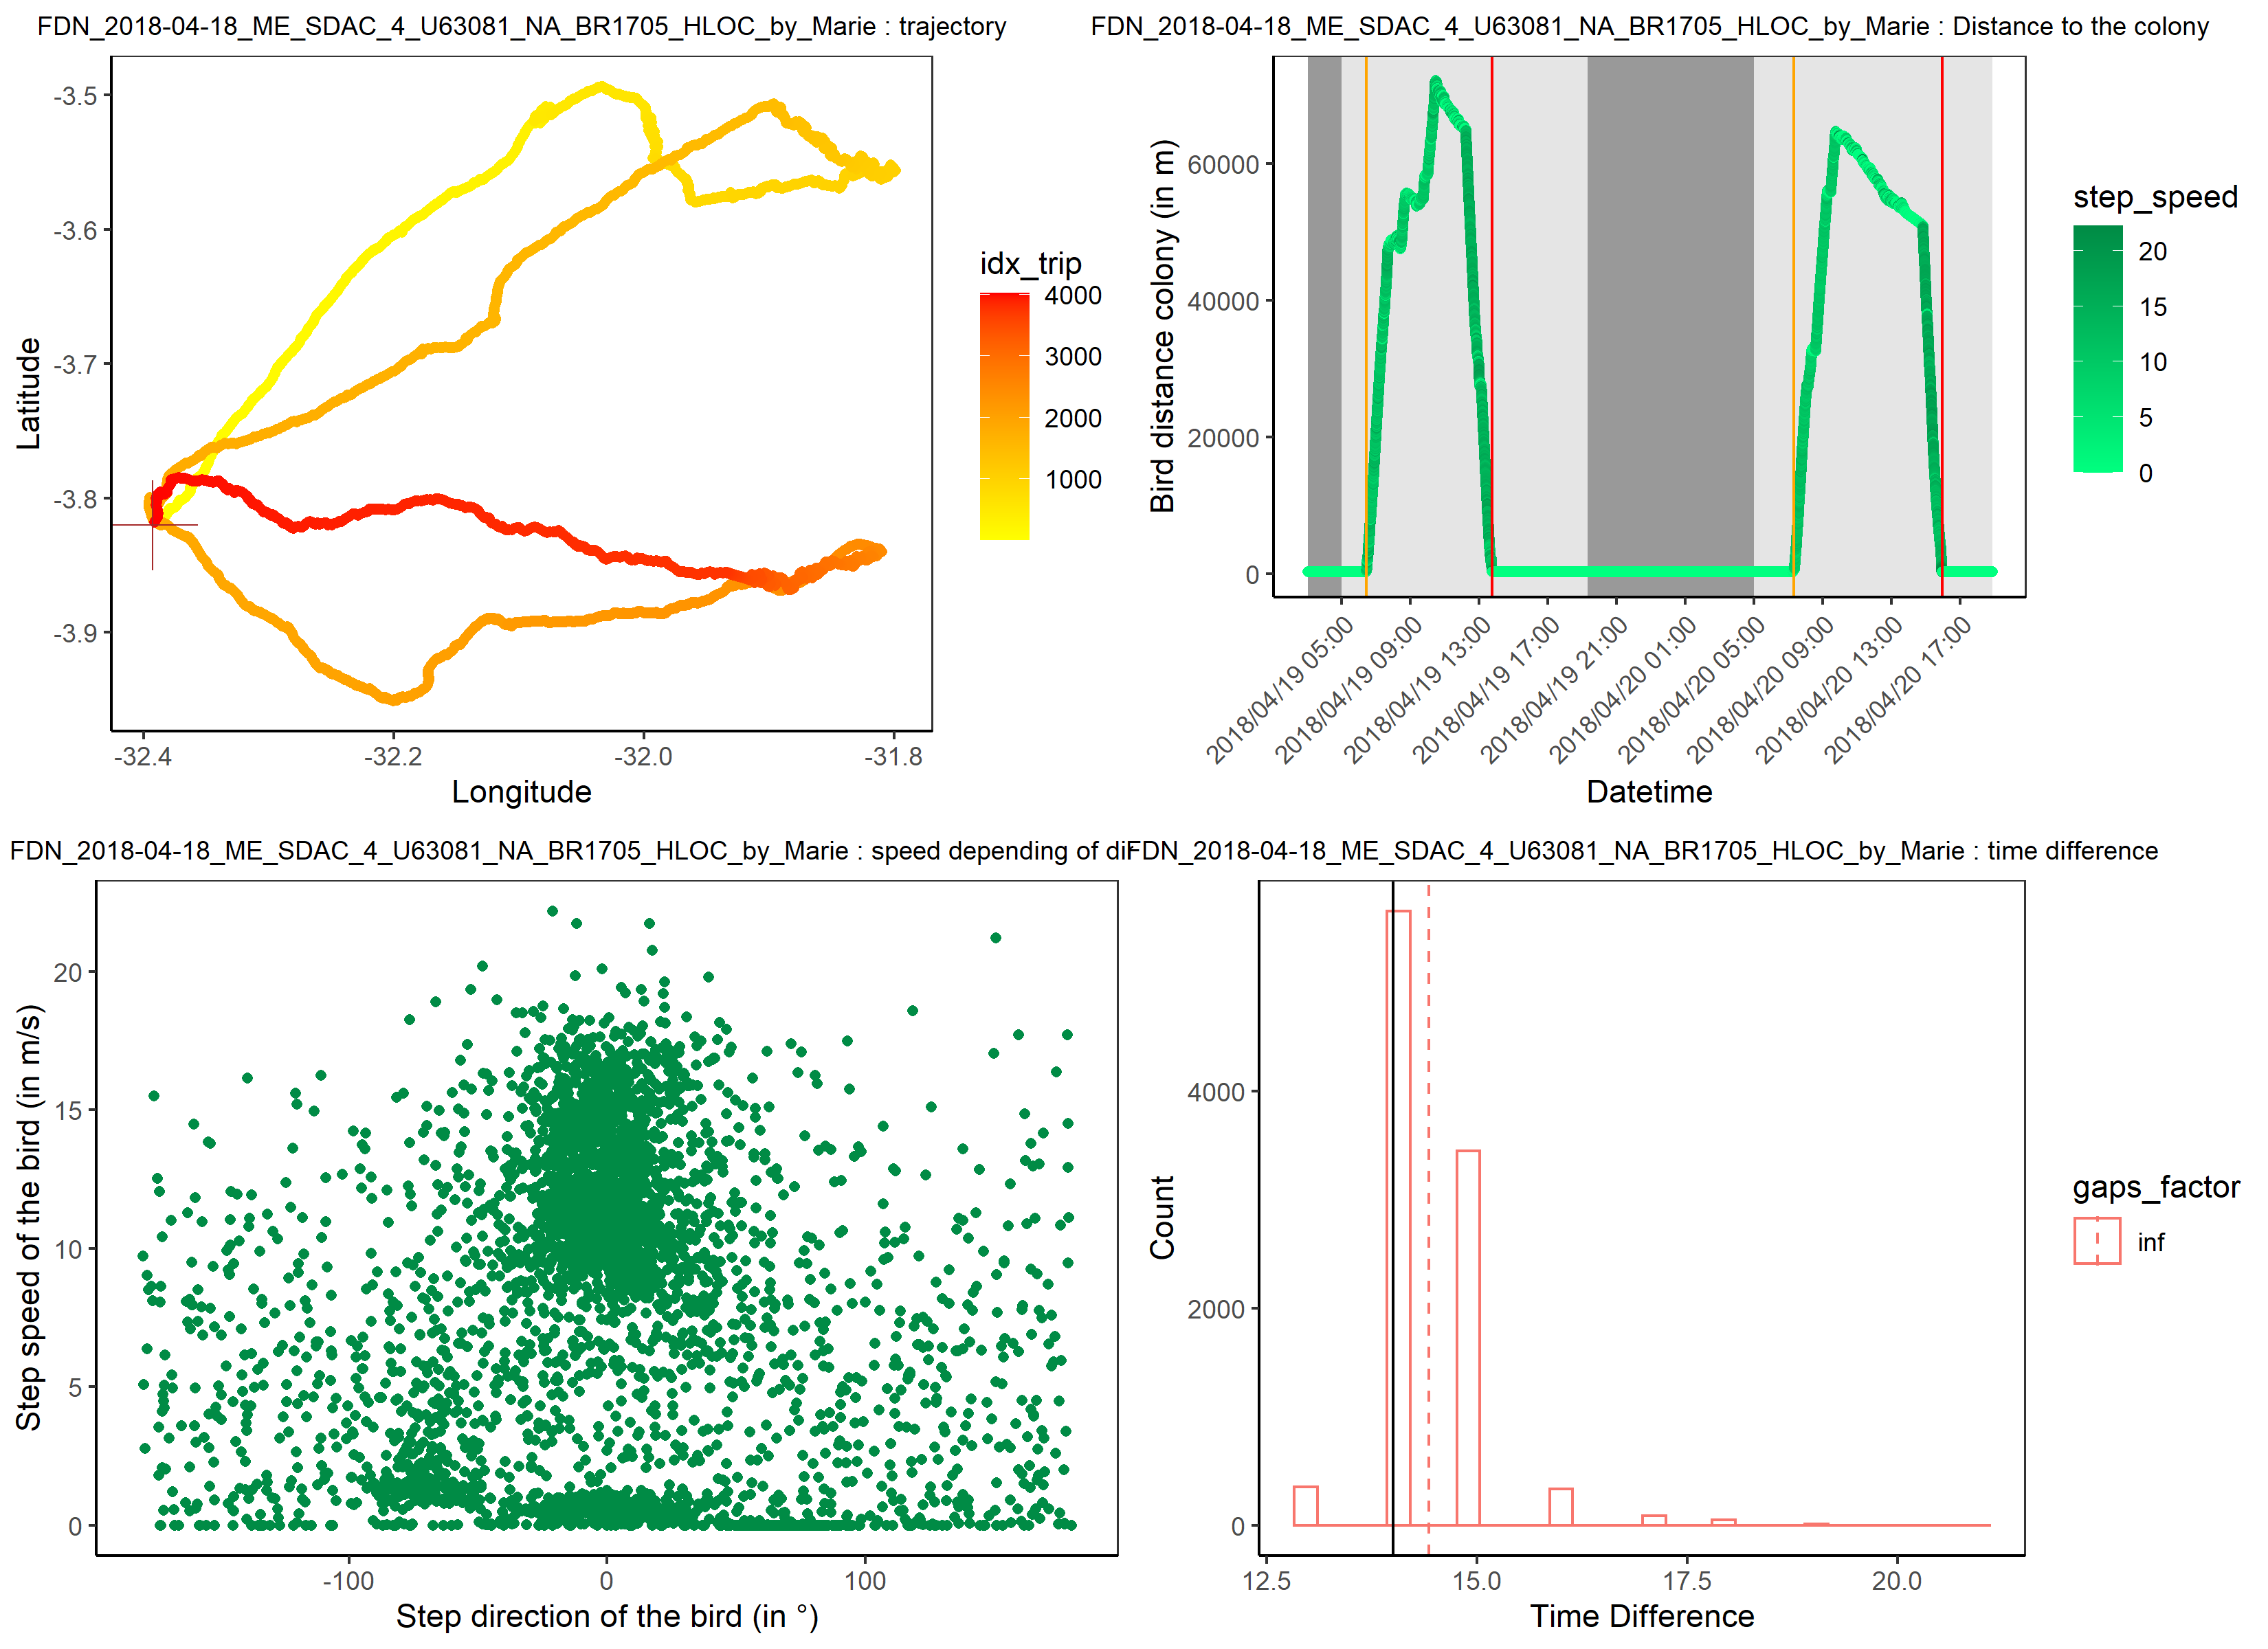 FDN_2018-04-18_ME_SDAC_4_U63081_NA_BR1705_HLOC_by_Marie : trajectory
-3.5
-3.6
-3.7
-3.8
-3.9
Latitude
-32.4
-32.2
-32.0
-31.8
Longitude
idx_trip
4000
3000
2000
1000
FDN_2018-04-18_ME_SDAC_4_U63081_NA_BR1705_HLOC_by_Marie : Distance to the colony
60000
40000
20000
0
Bird distance colony (in m)
2018/04/19 05:00
2018/04/19 09:00
2018/04/19 13:00
2018/04/19 17:00
2018/04/19 21:00
2018/04/20 01:00
2018/04/20 05:00
2018/04/20 09:00
2018/04/20 13:00
2018/04/20 17:00
Datetime
step_speed
20
15
10
5
0
FDN_2018-04-18_ME_SDAC_4_U63081_NA_BR1705_HLOC_by_Marie : speed depending of di
20
15
10
5
0
Step speed of the bird (in m/s)
-100
0
100
Step direction of the bird (in °)
FDN_2018-04-18_ME_SDAC_4_U63081_NA_BR1705_HLOC_by_Marie : time difference
4000
2000
0
Count
12.5
15.0
17.5
20.0
Time Difference
gaps_factor
inf